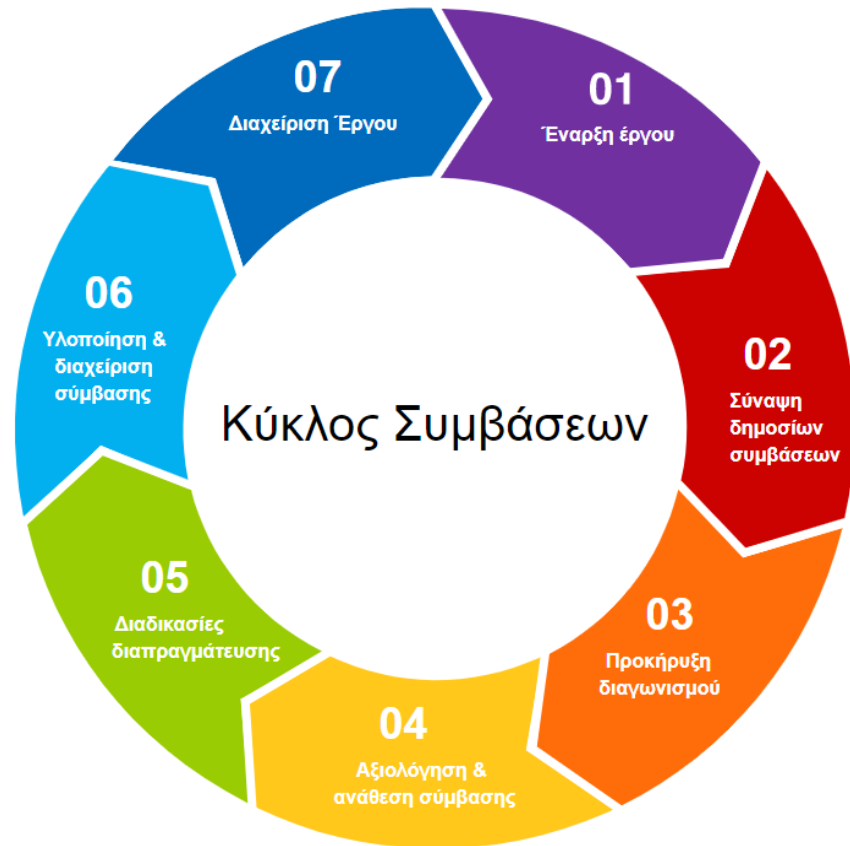 01
Έναρξη έργου
02
Σύναψη
δημοσίων
συμβάσεων
03
Προκήρυξη
διαγωνισμού
04
Αξιολόγηση &
ανάθεση σύμβασης
05
Διαδικασίες
διαπραγμάτευσης
06
Υλοποίηση &
διαχείριση
σύμβασης
07
Διαχείριση Έργου
Κύκλος Συμβάσεων